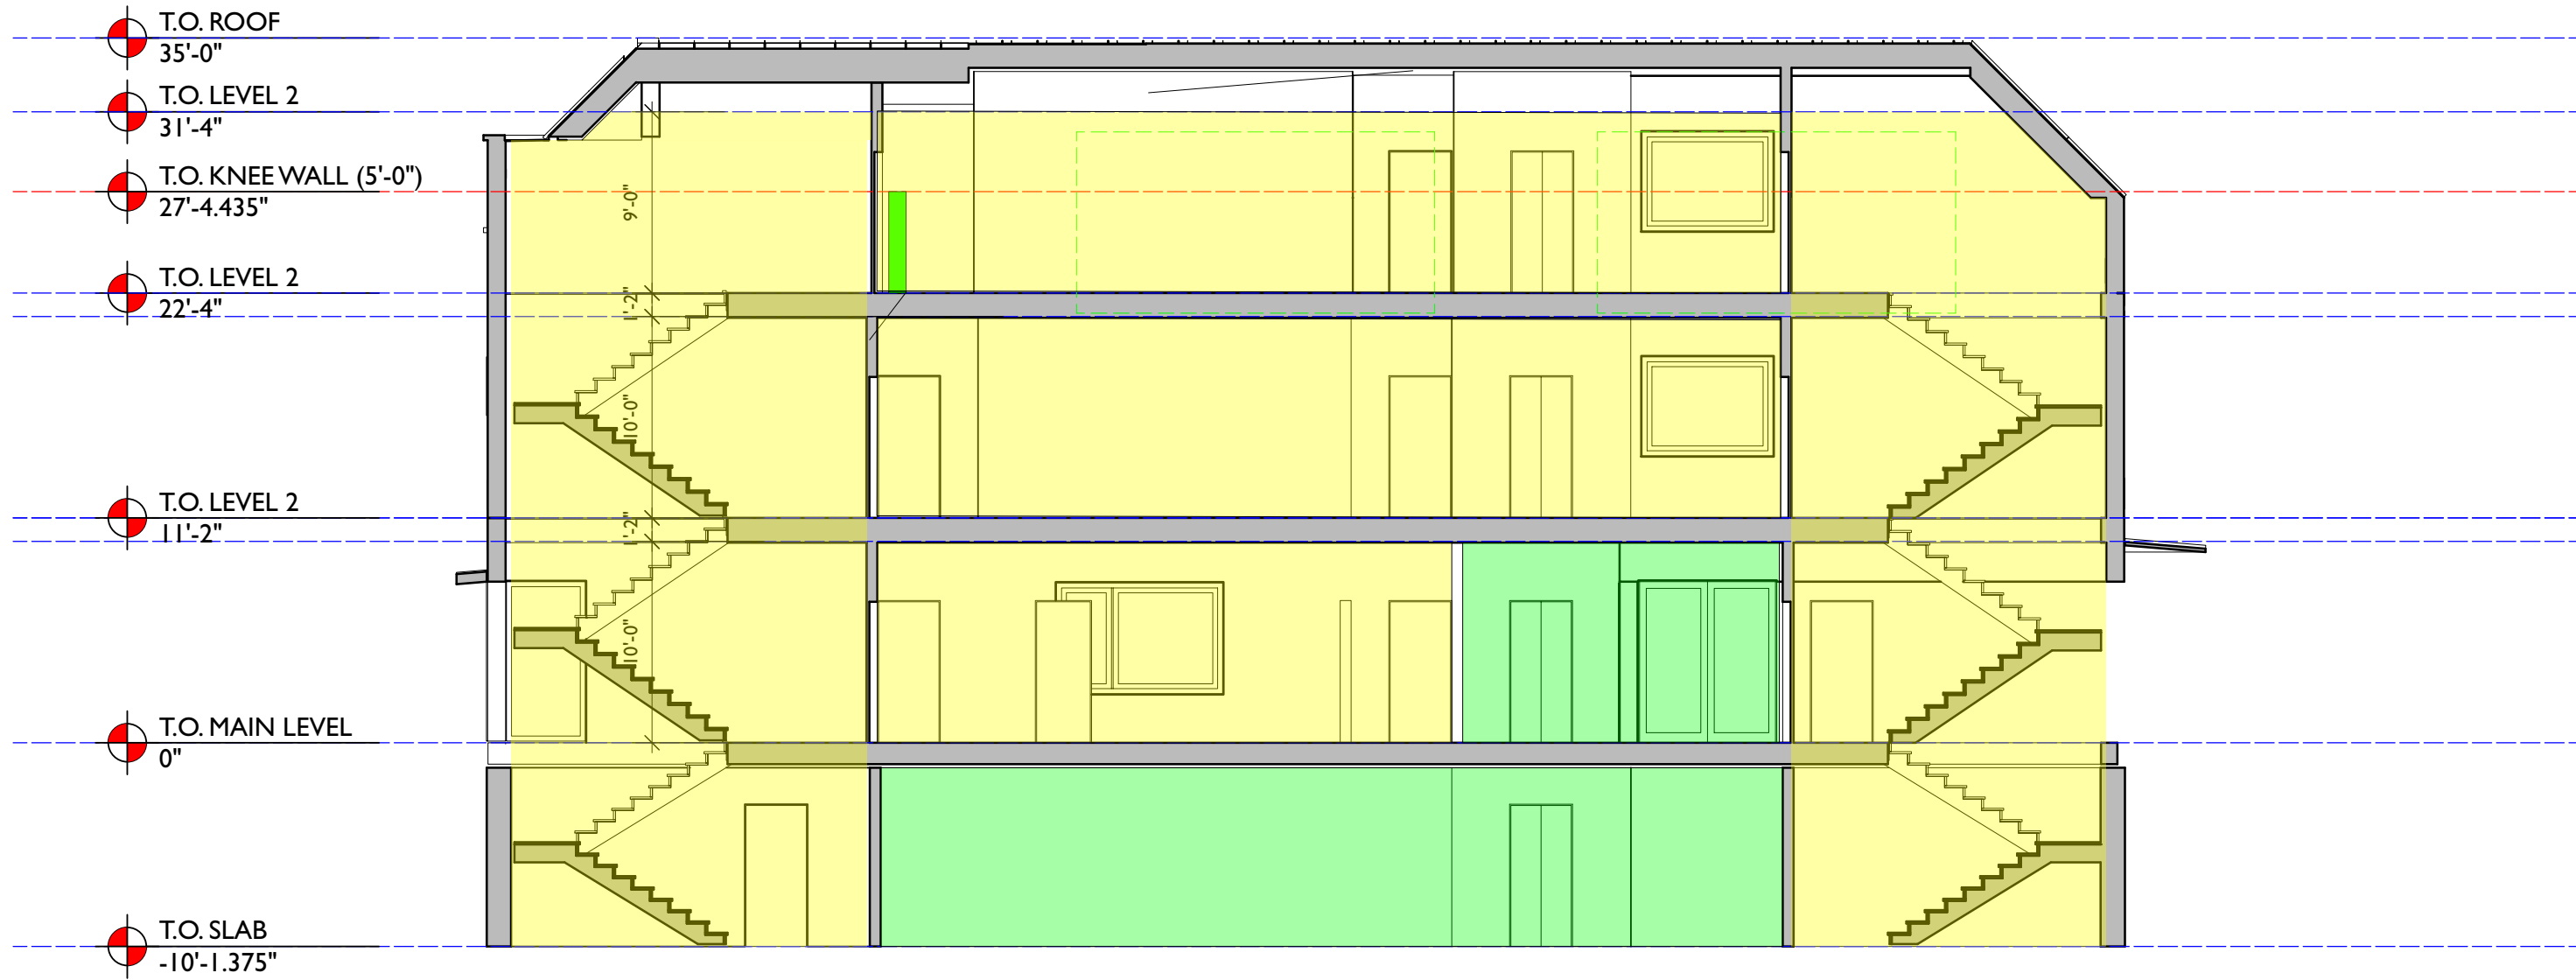 T.O. ROOF
35'-0"
T.O. LEVEL 2
31'-4"
T.O. KNEE WALL (5'-0")
27'-4.435"
9'-0"
T.O. LEVEL 2
22'-4"
1'-2"
10'-0"
T.O. LEVEL 2
11'-2"
1'-2"
10'-0"
T.O. MAIN LEVEL
0"
T.O. SLAB
-10'-1.375"